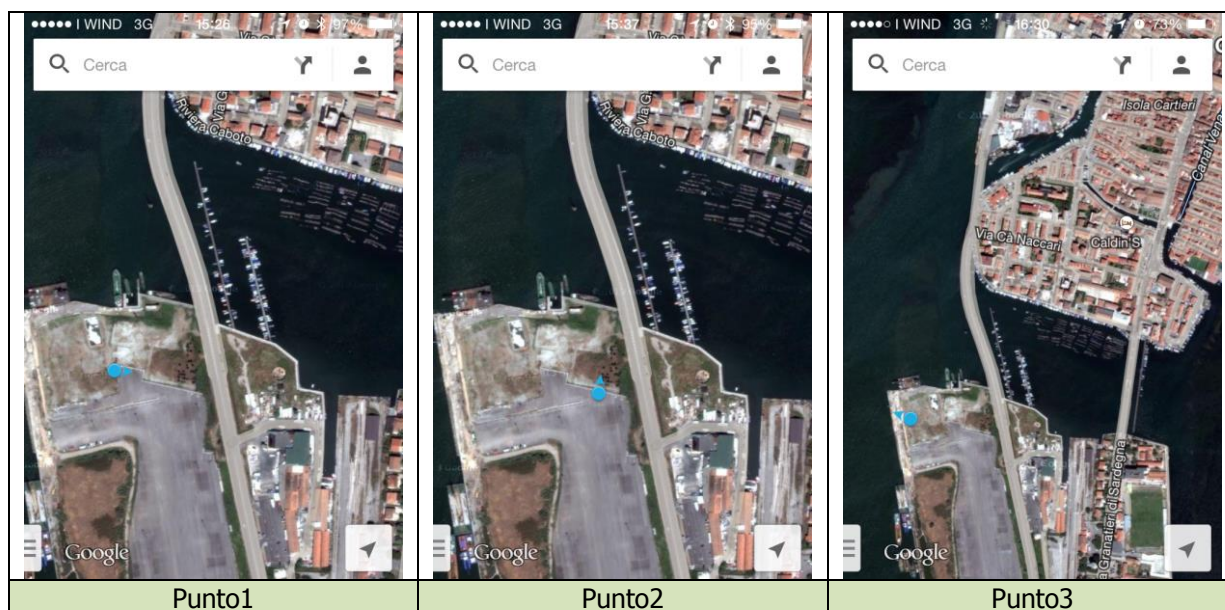 I WIND 3G 15:26 97%
Cerca
Via G.
Riviera Caboto
Google
Punto1
I WIND 3G 15:37 95%
Cerca
Via G.
Riviera Caboto
Google
Punto2
I WIND 3G 16:30 73%
Cerca
Isola Cartieri
Canal Vena
Via Cà Naccari
Caldin'S
a Granatieri di Sardegna
Google
Punto3